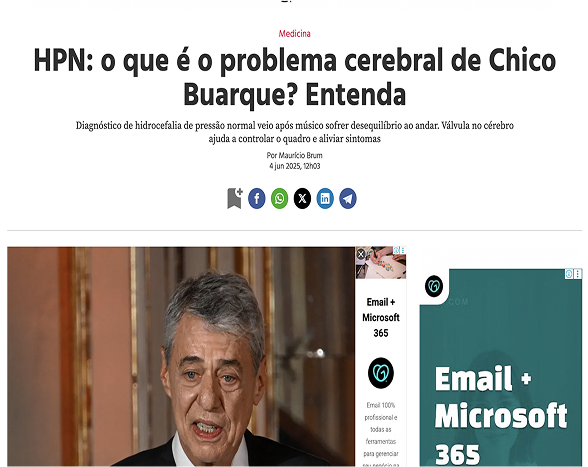 Medicina
HPN: o que é o problema cerebral de Chico
Buarque? Entenda
Diagnóstico de hidrocefalia de pressão normal veio após músico sofrer desequilíbrio ao andar. Válvula no cérebro
ajuda a controlar o quadro e aliviar sintomas
Por Maurício Brum
4 jun 2025, 12h03
Email +
Microsoft
365
Email 100%
profissional e
todas as
ferramentas
para gerenciar
seu negócio na
Email +
Microsoft
365